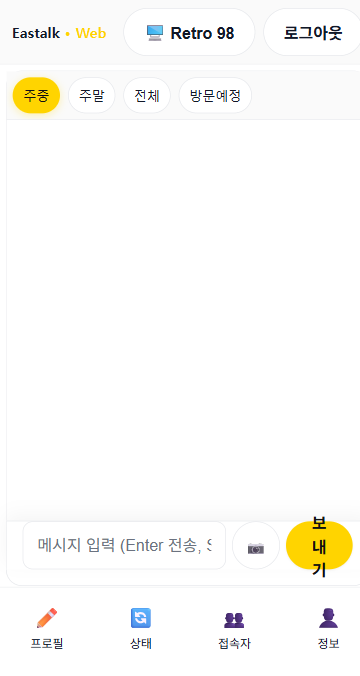 Eastalk • Web Retro 98 로그아웃
주중 주말 전체 방문예정
메시지 입력 (Enter 전송, S
보
내
기
프로필 상태 접속자 정보